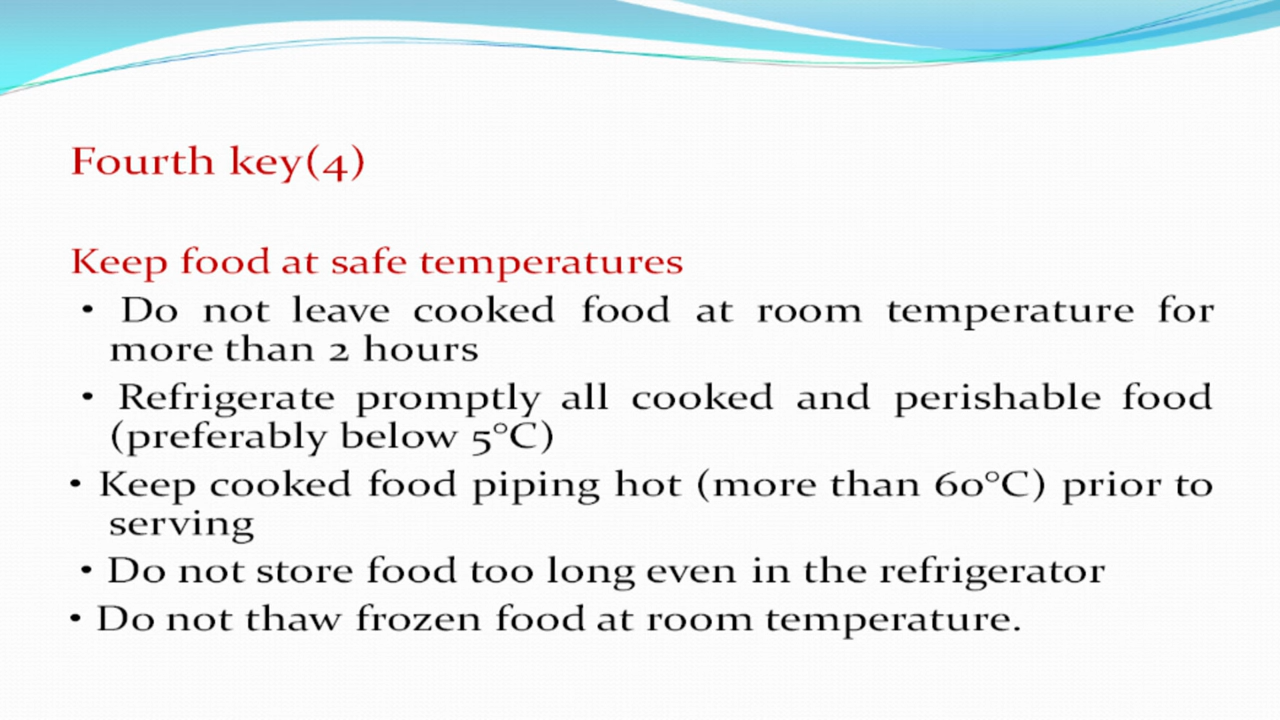 Fourth key(4)
Keep food at safe temperatures
• Do not leave cooked food at room temperature for
more than 2 hours
• Refrigerate promptly all cooked and perishable food
(preferably below 5°C)
• Keep cooked food piping hot (more than 60°C) prior to
serving
• Do not store food too long even in the refrigerator
• Do not thaw frozen food at room temperature.